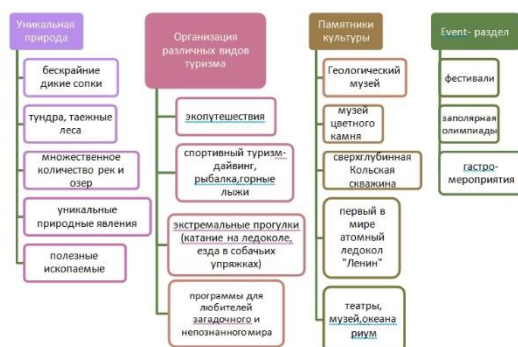 Уникальная
природа
бескрайние
дикие сопки
тундра, таежные
леса
множественное
количество рек и
озер
уникальные
природные явления
полезные
ископаемые
Организация
различных видов
туризма
экопутешествия
спортивный туризм-
дайвинг,
рыбалка,горные
лыжи
экстремальные прогулки
(катание на ледоколе,
езда в собачьих
упряжках)
программы для
любителей
загадочного и
непознанного мира
Памятники
культуры
Геологический
музей
музей
цветного
камня
сверхглубинная
Кольская
скважина
первый в
мире
атомный
ледокол
"Ленин"
театры,
музей,океана
риум
Event- раздел
фестивали
заполярная
олимпиады
гастро-
мероприятия